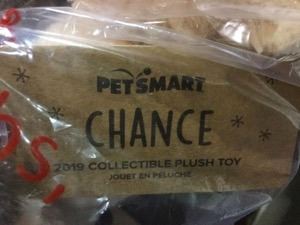 PETSMART
CHANCE
2019 COLLECTIBLE PLUSH TOY
JOUET EN PELUCHE